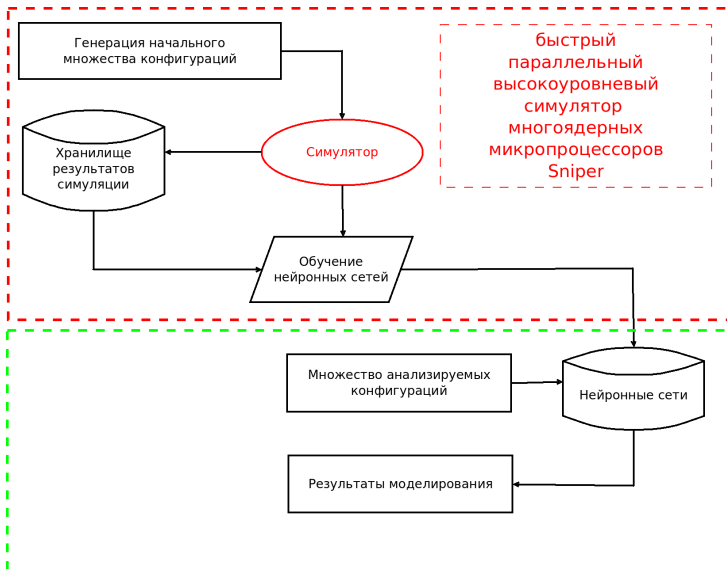 Генерация начального
множества конфигураций
быстрый
параллельный
высокоуровневый
симулятор
многоядерных
микропроцессоров
Sniper
Хранилище
результатов
симуляции
Симулятор
Обучение
нейронных сетей
Множество анализируемых
конфигураций
Нейронные сети
Результаты моделирования